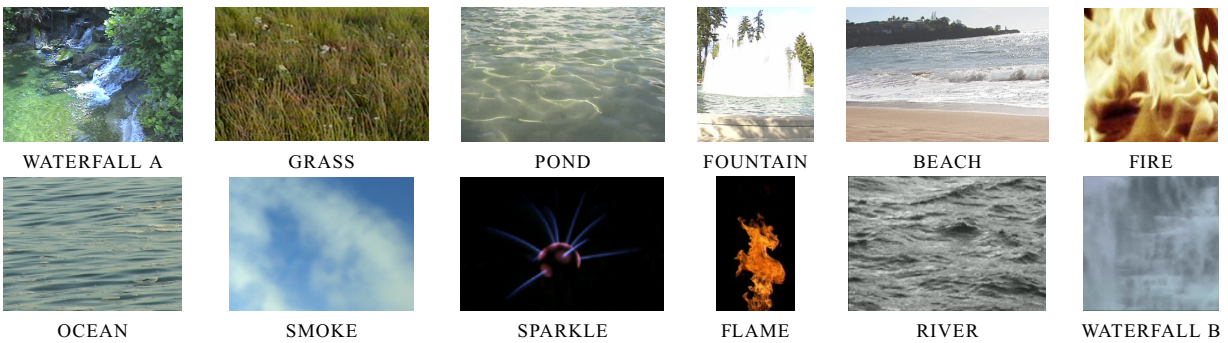 WATERFALL A GRASS POND FOUNTAIN BEACH FIRE
OCEAN SMOKE SPARKLE FLAME RIVER WATERFALL B